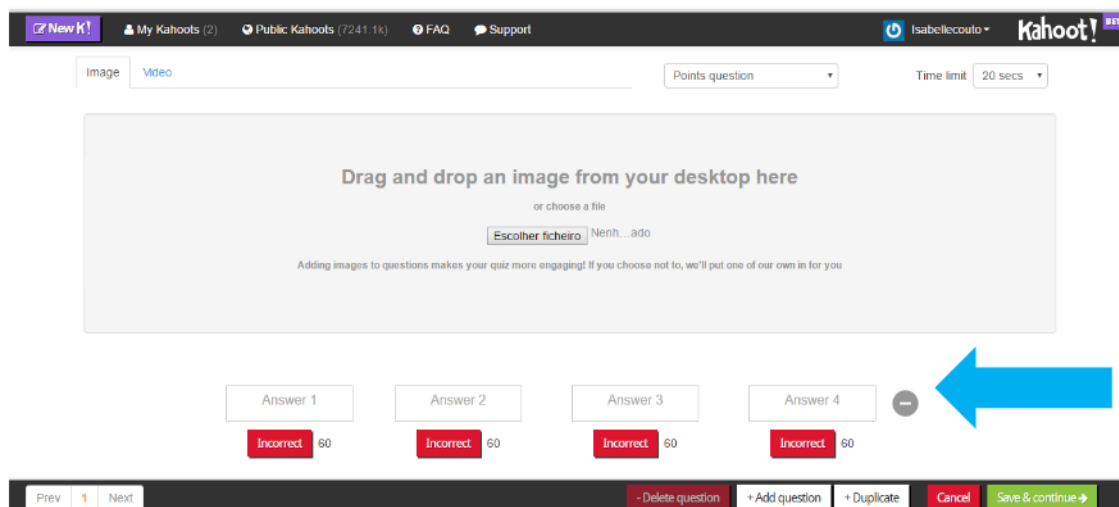 New K! My Kahoots (2) Public Kahoots (7241.1k) FAQ Support Isabellecouto Kahoot! BET
Image Video Points question Time limit 20 secs
Drag and drop an image from your desktop here
or choose a file
Escolher ficheiro Nenh...ado
Adding images to questions makes your quiz more engaging! If you choose not to, we'll put one of our own in for you
Answer 1 Answer 2 Answer 3 Answer 4
Incorrect 60 Incorrect 60 Incorrect 60 Incorrect 60
Prev 1 Next - Delete question + Add question + Duplicate Cancel Save & continue